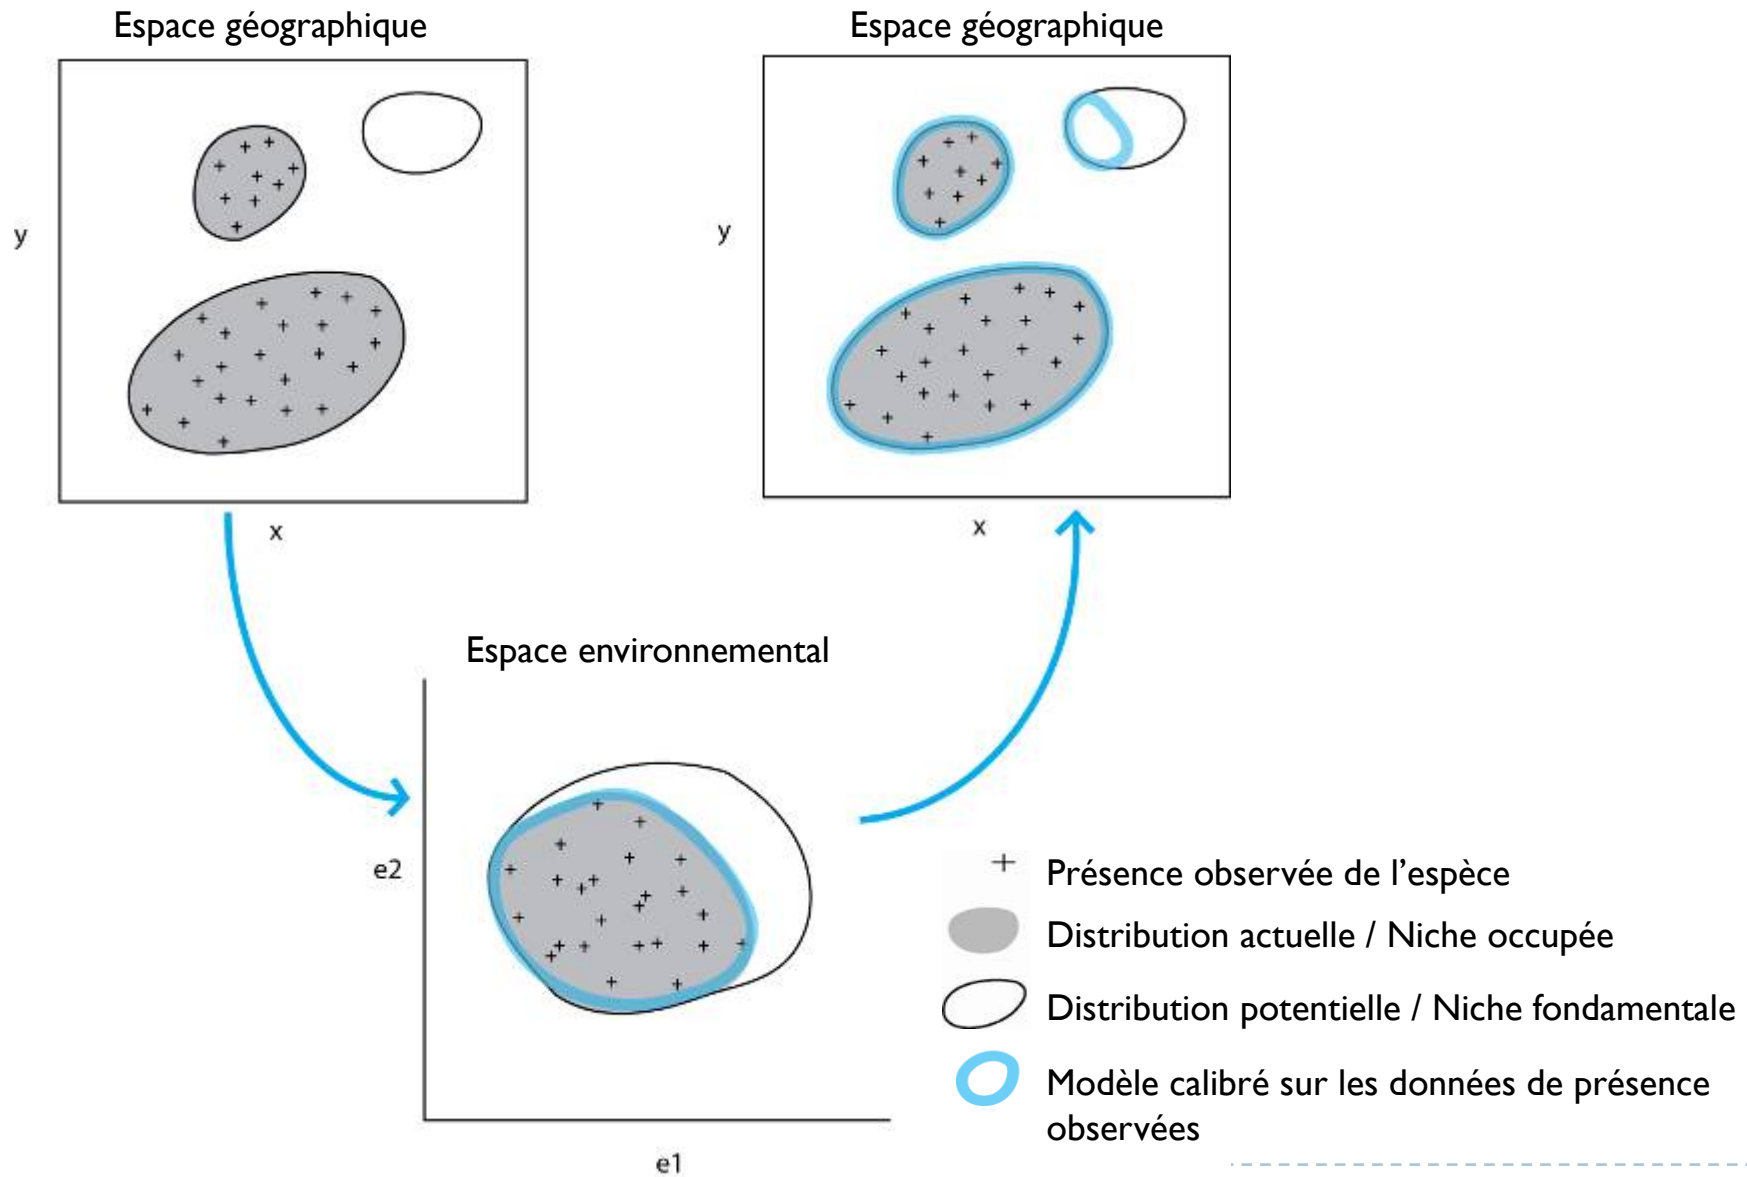 Espace géographique
Espace géographique
y
x
y
x
Espace environnemental
e2
e1
Présence observée de l'espèce
Distribution actuelle / Niche occupée
Distribution potentielle / Niche fondamentale
Modèle calibré sur les données de présence
observées